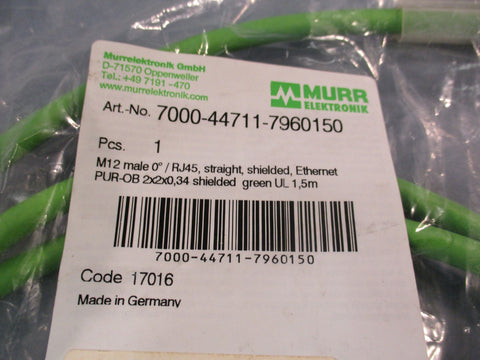 Murrelektronik GmbH
D-71570 Oppenweiler
Tel.: +49 7191 -470
www.murrelektronik.com
MURR
ELEKTRONIK
Art.-No. 7000-44711-7960150
Pcs. 1
M12 male 0° / RJ45, straight, shielded, Ethernet
PUR-OB 2x2x0,34 shielded green UL 1,5m
7000-44711-7960150
Code 17016
Made in Germany